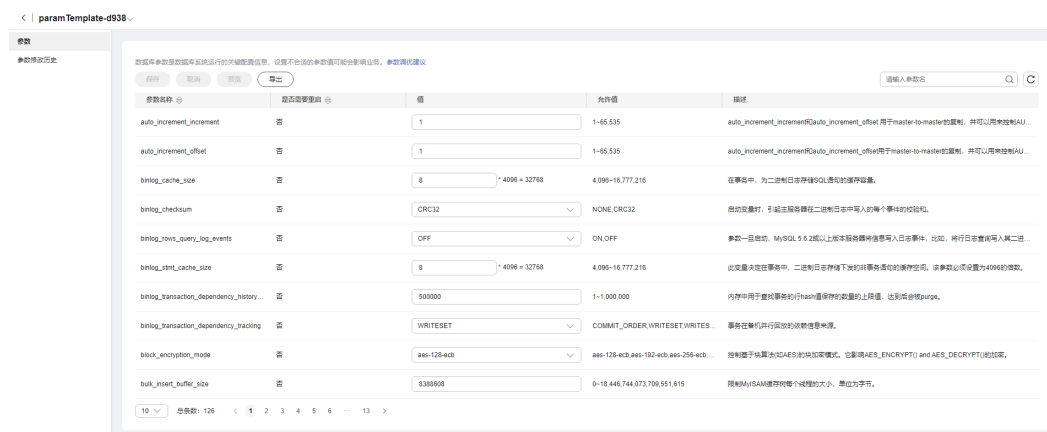 paramTemplate-d938
参数
参数修改历史
数据库参数是数据库系统运行的关键配置信息，设置不合适的参数值可能会影响业务。参数调优建议
保存 取消 预览 导出 请输入参数名
参数名称 是否需要重启 值 允许值 描述
auto_increment_increment 否 1 1~65,535 auto_increment_increment和auto_increment_offset 用于master-to-master的复制，并可以用来控制AU...
auto_increment_offset 否 1 1~65,535 auto_increment_increment和auto_increment_offset用于master-to-master的复制，并可以用来控制AU...
binlog_cache_size 否 8 * 4096 = 32768 4,096~16,777,216 在事务中，为二进制日志存储SQL语句的缓存容量。
binlog_checksum 否 CRC32 NONE,CRC32 启动变量时，引起主服务器在二进制日志中写入的每个事件的校验和。
binlog_rows_query_log_events 否 OFF ON,OFF 参数一旦启动，MySQL 5.6.2或以上版本服务器将信息写入日志事件，比如，将行日志查询写入其二进...
binlog_stmt_cache_size 否 8 * 4096 = 32768 4,096~16,777,216 此变量决定在事务中，二进制日志存储下发的非事务语句的缓存空间。该参数必须设置为4096的倍数。
binlog_transaction_dependency_history... 否 500000 1~1,000,000 内存中用于查找事务的行hash值保存的数量的上限值，达到后会被purge。
binlog_transaction_dependency_tracking 否 WRITESET COMMIT_ORDER,WRITESET,WRITES... 事务在备机并行回放的依赖信息来源。
block_encryption_mode 否 aes-128-ecb aes-128-ecb,aes-192-ecb,aes-256-ecb,... 控制基于块算法(如AES)的块加密模式。它影响AES_ENCRYPT() and AES_DECRYPT()的加密。
bulk_insert_buffer_size 否 8388608 0~18,446,744,073,709,551,615 限制MyISAM缓存树每个线程的大小，单位为字节。
10 总条数: 126 < 1 2 3 4 5 6 ... 13 >